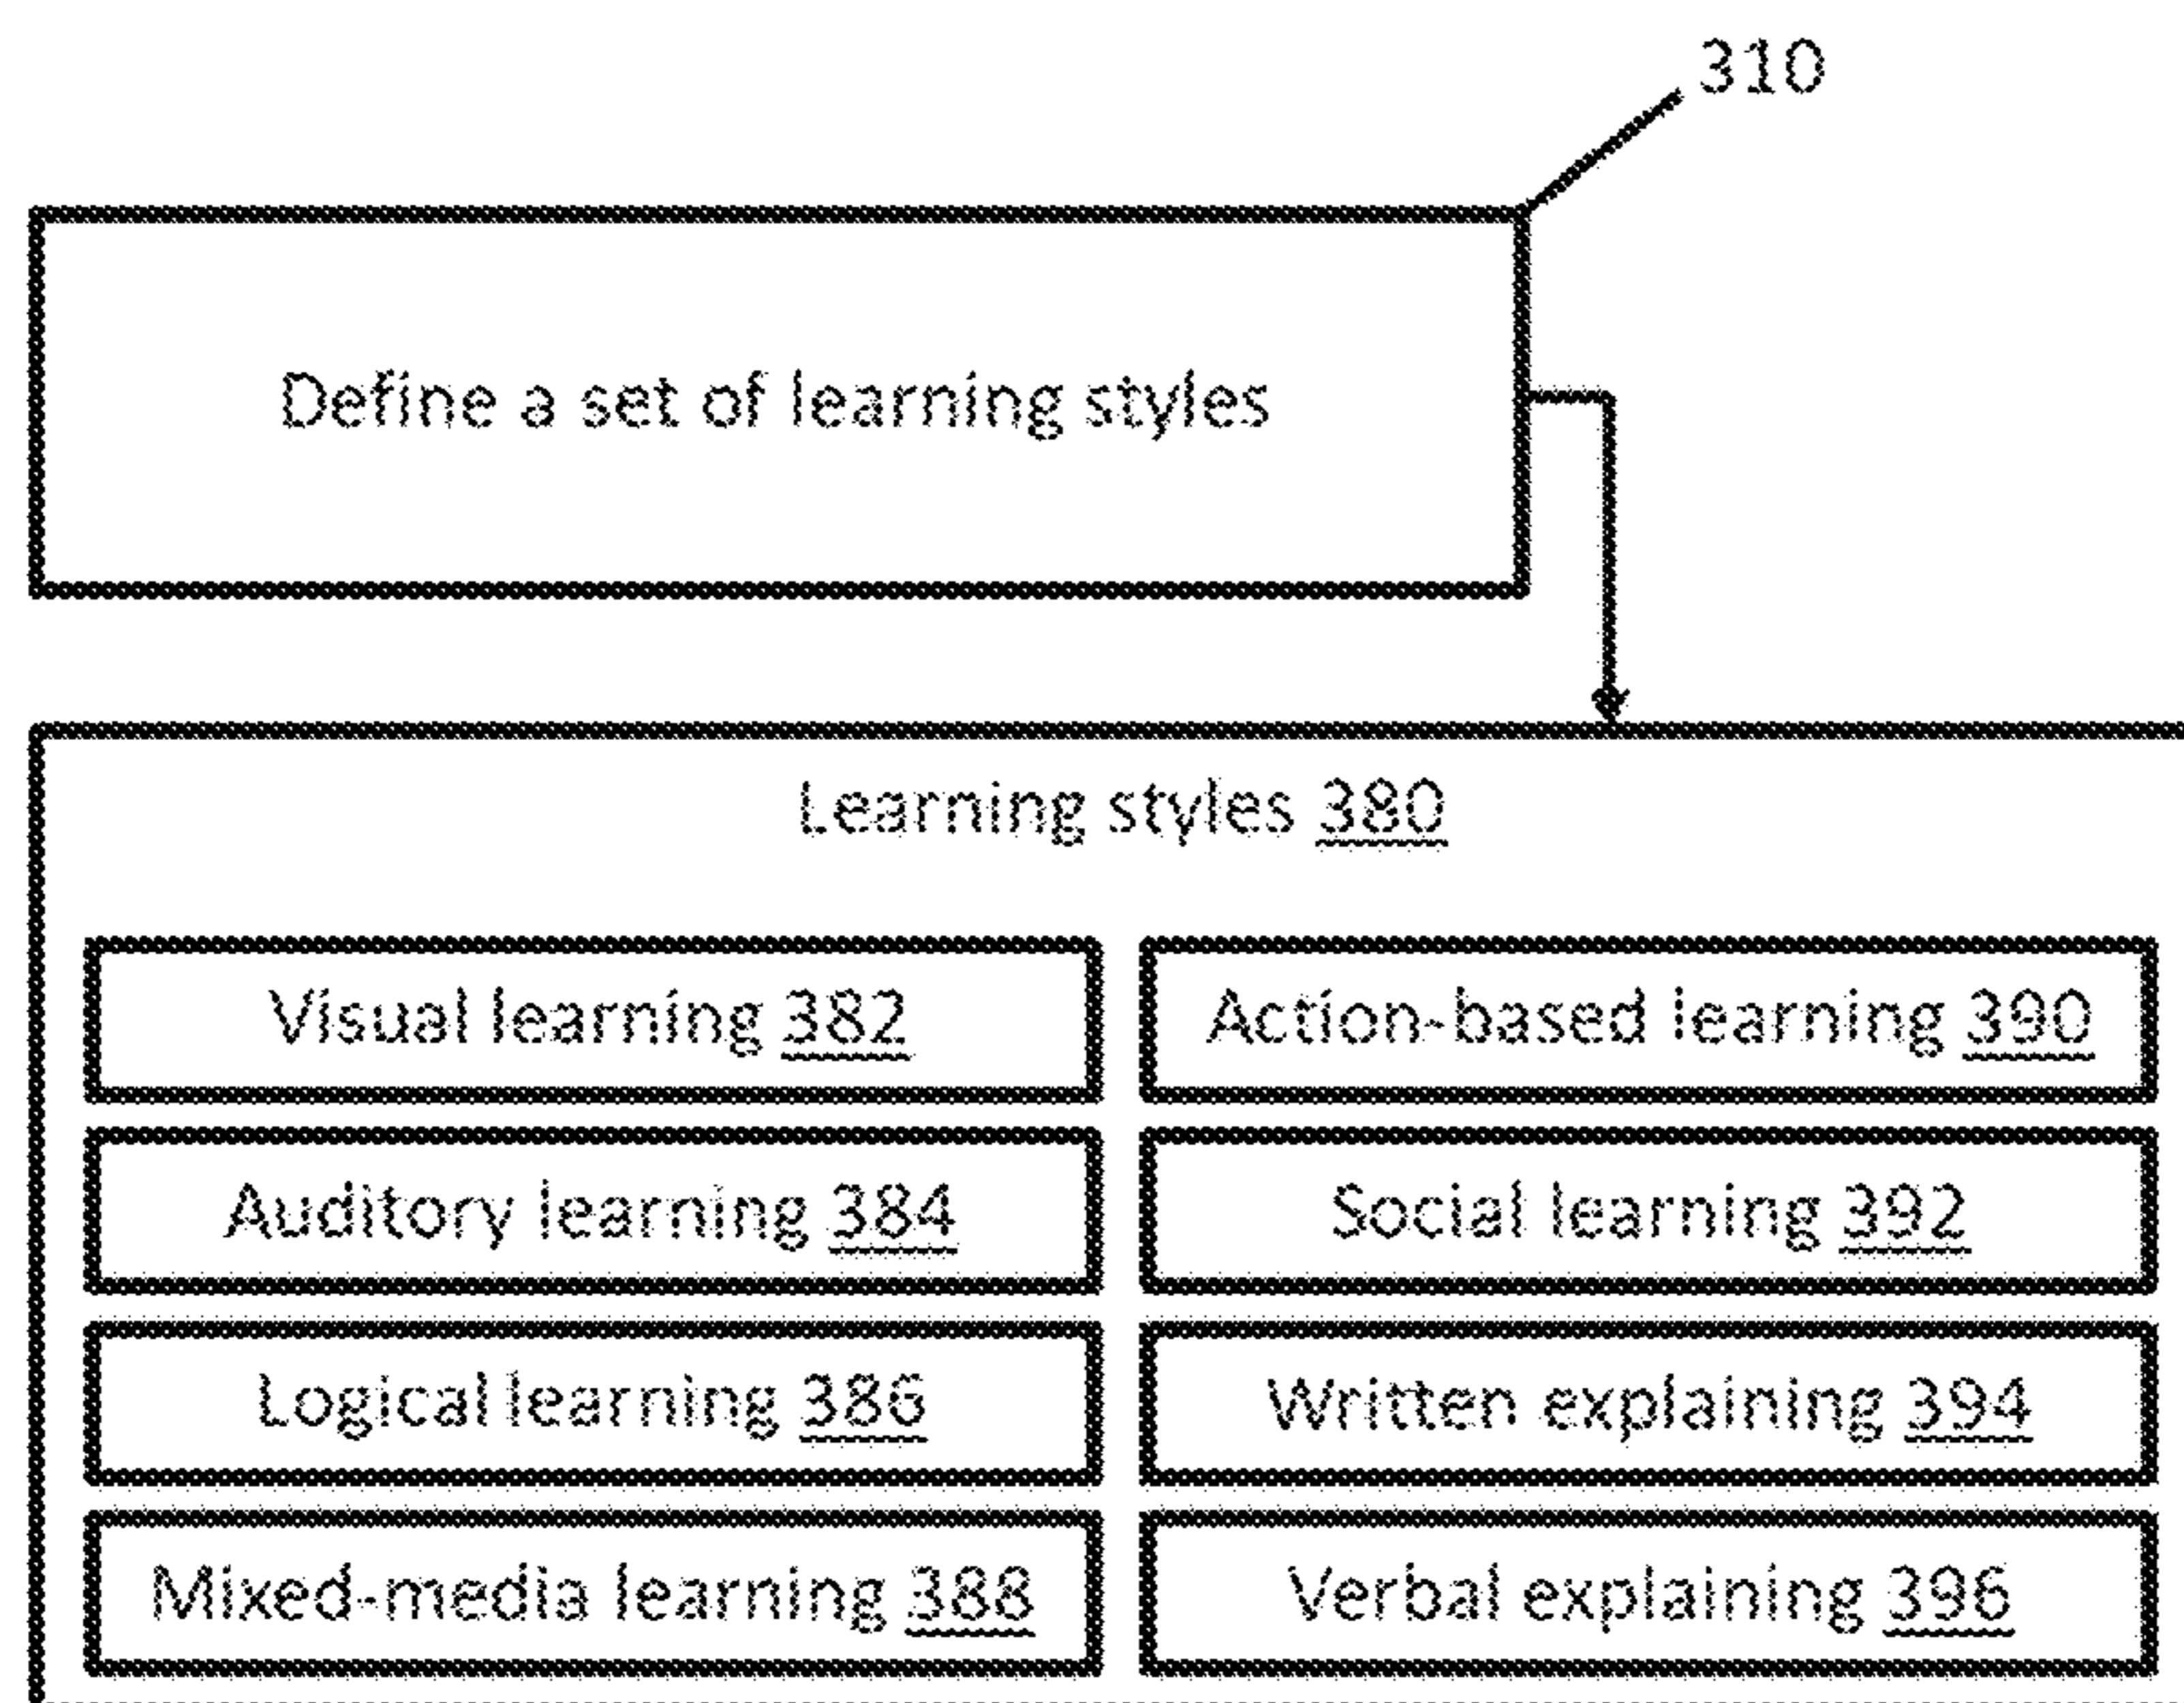 310
Define a set of learning styles
Learning styles 380
Visual learning 382
Action-based learning 390
Auditory learning 384
Social learning 392
Logical learning 386
Written explaining 394
Mixed-media learning 388
Verbal explaining 396